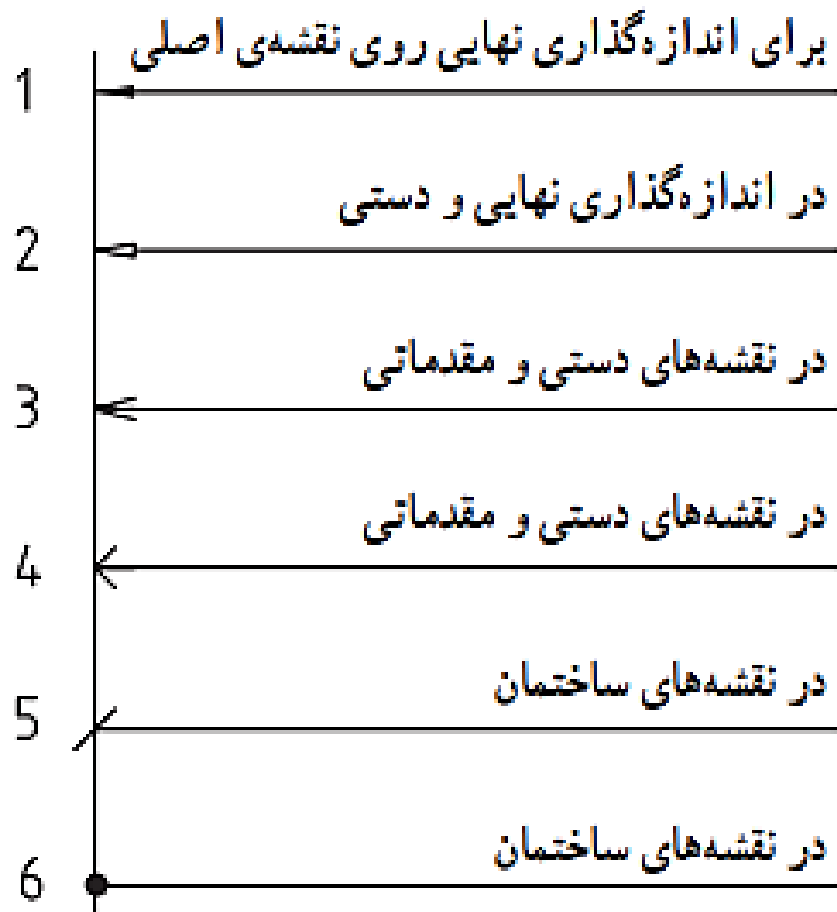 برای اندازه‌گذاری نهایی روی نقشه‌ی اصلی
1
در اندازه‌گذاری نهایی و دستی
2
در نقشه‌های دستی و مقدماتی
3
در نقشه‌های دستی و مقدماتی
4
در نقشه‌های ساختمان
5
در نقشه‌های ساختمان
6